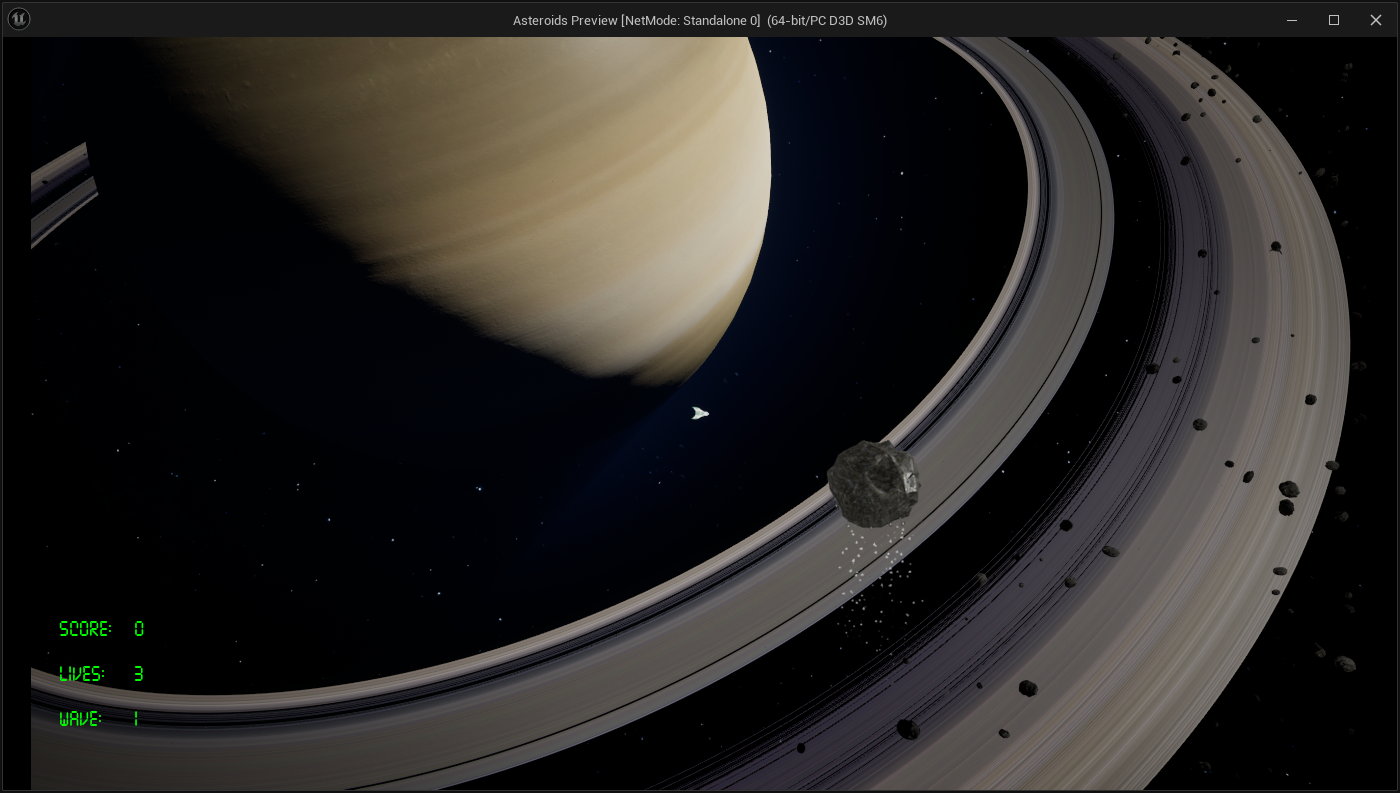 Asteroids Preview [NetMode: Standalone 0] (64-bit/PC D3D SM6)
SCORE: 0
LIVES: 3
WAVE: 1